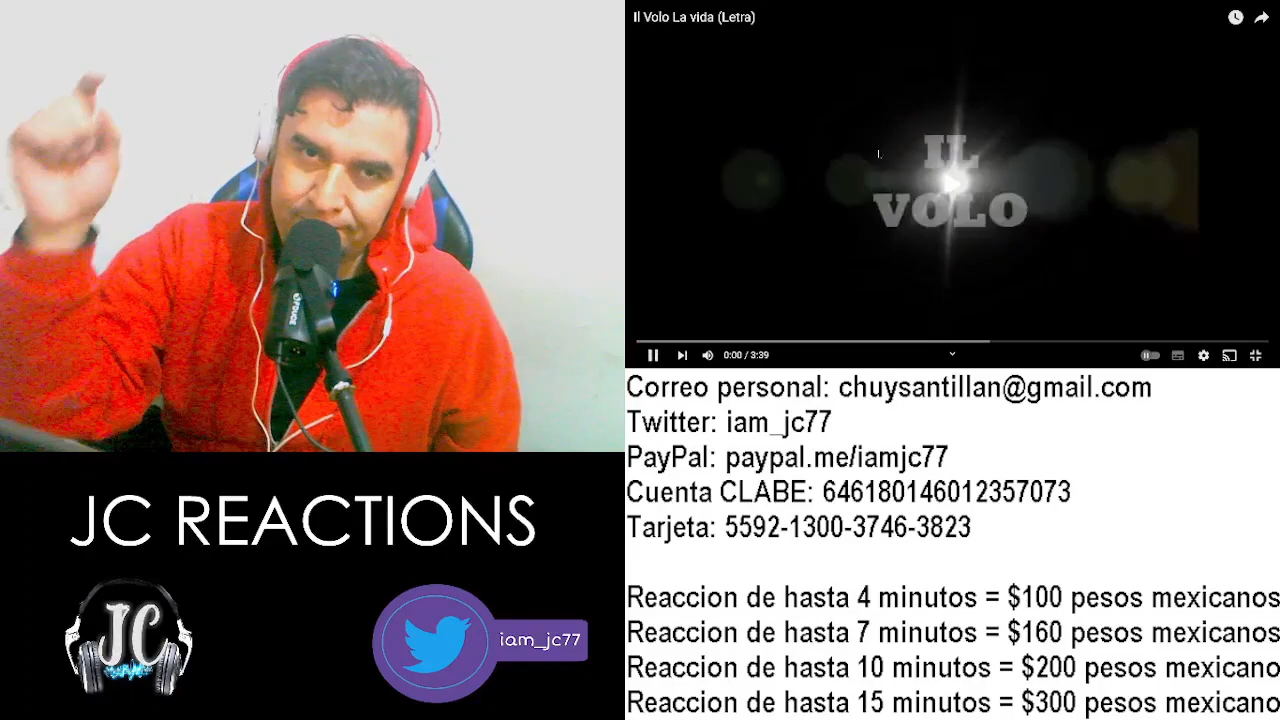 Il Volo La vida (Letra)
IL
VOLO
0:00 / 3:39
FDUCE
Correo personal: chuysantillan@gmail.com
Twitter: iam_jc77
PayPal: paypal.me/iamjc77
Cuenta CLABE: 646180146012357073
Tarjeta: 5592-1300-3746-3823
Reaccion de hasta 4 minutos = $100 pesos mexicanos
Reaccion de hasta 7 minutos = $160 pesos mexicanos
Reaccion de hasta 10 minutos = $200 pesos mexicano
Reaccion de hasta 15 minutos = $300 pesos mexicano
JC REACTIONS
JC
iam_jc77